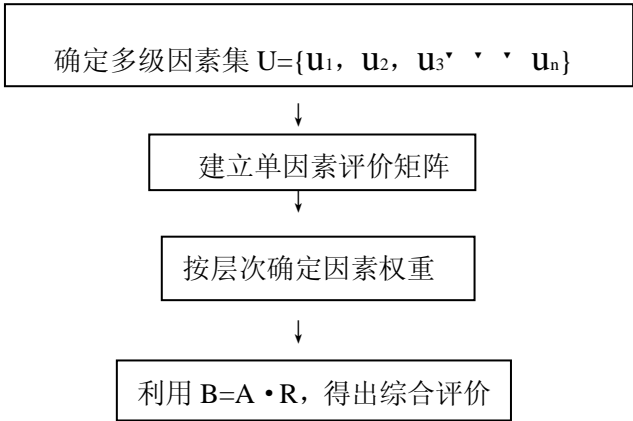 确定多级因素集 U={u₁，u₂，u₃▼ ▼ ▼ uₙ}
建立单因素评价矩阵
按层次确定因素权重
利用 B=A·R，得出综合评价